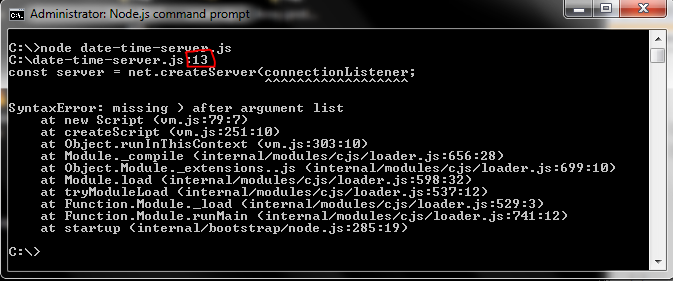 Administrator: Node.js command prompt
C:\>node date-time-server.js
C:\date-time-server.js:13
const server = net.createServer(connectionListener;
^^^^^^^^^^^^^^^^^^
SyntaxError: missing ) after argument list
at new Script (vm.js:79:7)
at createScript (vm.js:251:10)
at Object.runInThisContext (vm.js:303:10)
at Module._compile (internal/modules/cjs/loader.js:656:28)
at Object.Module._extensions..js (internal/modules/cjs/loader.js:699:10)
at Module.load (internal/modules/cjs/loader.js:598:32)
at tryModuleLoad (internal/modules/cjs/loader.js:537:12)
at Function.Module._load (internal/modules/cjs/loader.js:529:3)
at Function.Module.runMain (internal/modules/cjs/loader.js:741:12)
at startup (internal/bootstrap/node.js:285:19)
C:\>